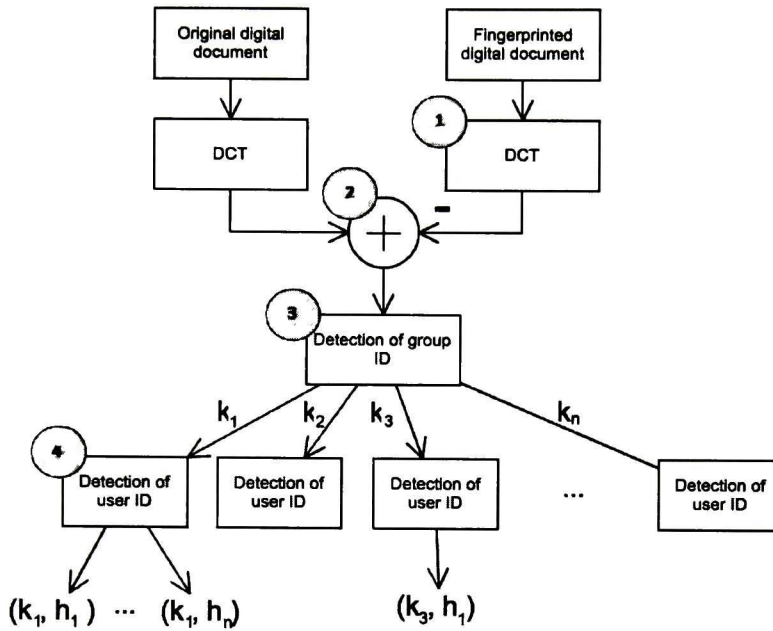 Original digital
document
Fingerprinted
digital document
1
DCT
DCT
2
-
+
3
Detection of group
ID
k1
k2
k3
kn
4
Detection of
user ID
Detection of
user ID
Detection of
user ID
...
Detection of
user ID
(k1, h1) ... (k1, hn)
(k3, h1)